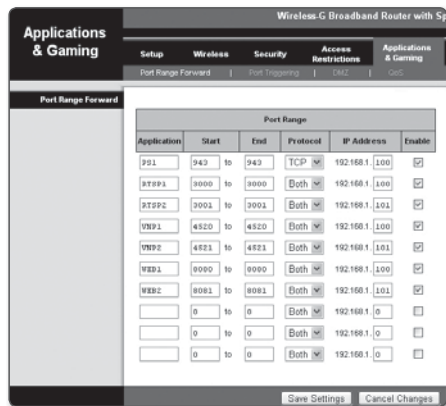 Wireless-G Broadband Router with Sp
Applications & Gaming
Setup Wireless Security Access Restrictions Applications & Gaming
Port Range Forward | Port Triggering | DMZ | QoS
Port Range Forward
Port Range
Application Start End Protocol IP Address Enable
943 to 943 TCP 192.168.1. 100
RTSP1 3000 to 3000 Both 192.168.1. 100
RTSP2 3001 to 3001 Both 192.168.1. 101
VNP1 4520 to 4520 Both 192.168.1. 100
VNP2 4521 to 4521 Both 192.168.1. 101
WEB1 to Both 192.168.1. 100
WEB2 8081 to 8081 Both 192.168.1. 101
0 to 0 Both 192.168.1. 0
0 to 0 Both 192.168.1. 0
0 to 0 Both 192.168.1. 0
Save Settings Cancel Changes